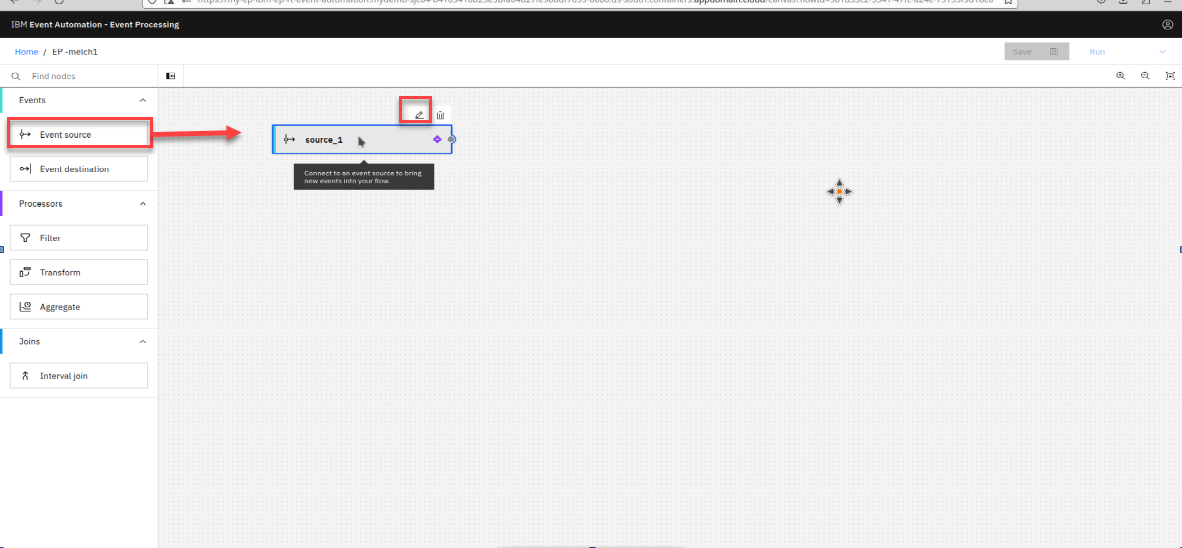 IBM Event Automation - Event Processing
Home / EP -melch1
Save
Run
Find nodes
Events
Event source
Event destination
Processors
Filter
Transform
Aggregate
Joins
Interval join
source_1
Connect to an event source to bring
new events into your flow.